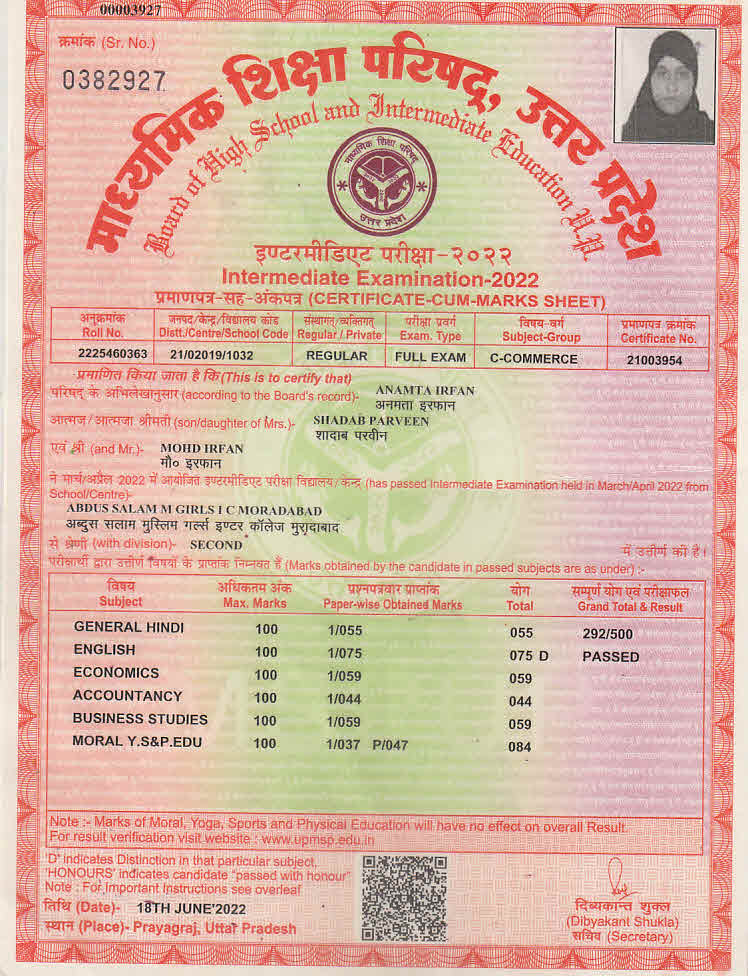 00003927
क्रमांक (Sr. No.)
0382927
माध्यमिक शिक्षा परिषद्, उत्तर प्रदेश
Board of High School and Intermediate Education U.P.
माध्यमिक शिक्षा परिषद
उत्तर प्रदेश
इण्टरमीडिएट परीक्षा-२०२२
Intermediate Examination-2022
प्रमाणपत्र-सह-अंकपत्र (CERTIFICATE-CUM-MARKS SHEET)
अनुक्रमांक जनपद/केन्द्र/विद्यालय कोड संस्थागत/व्यक्तिगत परीक्षा प्रवर्ग विषय-वर्ग प्रमाणपत्र क्रमांक
Roll No. Distt./Centre/School Code Regular / Private Exam. Type Subject-Group Certificate No.
2225460363 21/02019/1032 REGULAR FULL EXAM C-COMMERCE 21003954
प्रमाणित किया जाता है कि(This is to certify that)
परिषद् के अभिलेखानुसार (according to the Board's record)- ANAMTA IRFAN
अनमता इरफान
आत्मज/आत्मजा श्रीमती (son/daughter of Mrs.)- SHADAB PARVEEN
शादाब परवीन
एवं श्री (and Mr.)- MOHD IRFAN
मौ० इरफान
ने मार्च/अप्रैल 2022 में आयोजित इण्टरमीडिएट परीक्षा विद्यालय/केन्द्र (has passed Intermediate Examination held in March/April 2022 from
School/Centre)-
ABDUS SALAM M GIRLS I C MORADABAD
अब्दुस सलाम मुस्लिम गर्ल्स इण्टर कॉलेज मुरादाबाद
से श्रेणी (with division)- SECOND में उत्तीर्ण की है।
परीक्षार्थी द्वारा उत्तीर्ण विषयों के प्राप्तांक निम्नवत हैं (Marks obtained by the candidate in passed subjects are as under) :-
विषय अधिकतम अंक प्रश्नपत्रवार प्राप्तांक योग सम्पूर्ण योग एवं परीक्षाफल
Subject Max. Marks Paper-wise Obtained Marks Total Grand Total & Result
GENERAL HINDI 100 1/055 055 292/500
ENGLISH 100 1/075 075 D PASSED
ECONOMICS 100 1/059 059
ACCOUNTANCY 100 1/044 044
BUSINESS STUDIES 100 1/059 059
MORAL Y.S&P.EDU 100 1/037 P/047 084
Note :- Marks of Moral, Yoga, Sports and Physical Education will have no effect on overall Result.
For result verification visit website : www.upmsp.edu.in
'D' indicates Distinction in that particular subject,
'HONOURS' indicates candidate "passed with honour"
Note : For Important Instructions see overleaf
तिथि (Date)- 18TH JUNE'2022
स्थान (Place)- Prayagraj, Uttar Pradesh
दिब्यकान्त शुक्ल
(Dibyakant Shukla)
सचिव (Secretary)